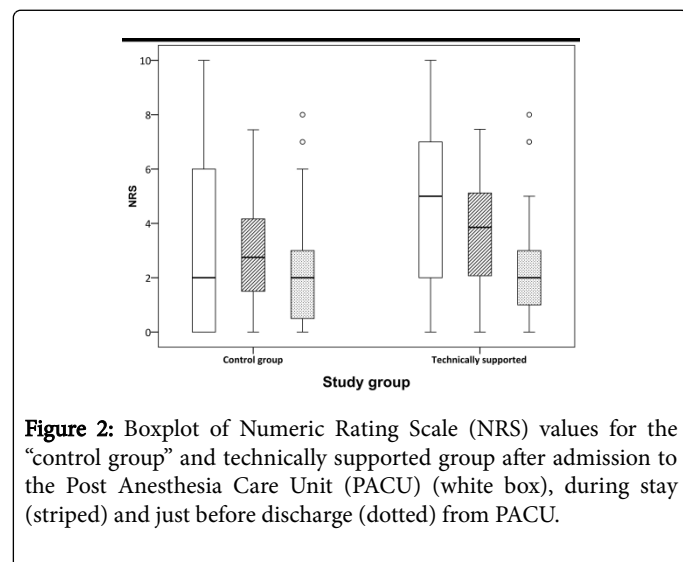 10
8
6
4
2
0
NRS
Control group
Technically supported
Study group
Figure 2: Boxplot of Numeric Rating Scale (NRS) values for the
“control group” and technically supported group after admission to
the Post Anesthesia Care Unit (PACU) (white box), during stay
(striped) and just before discharge (dotted) from PACU.